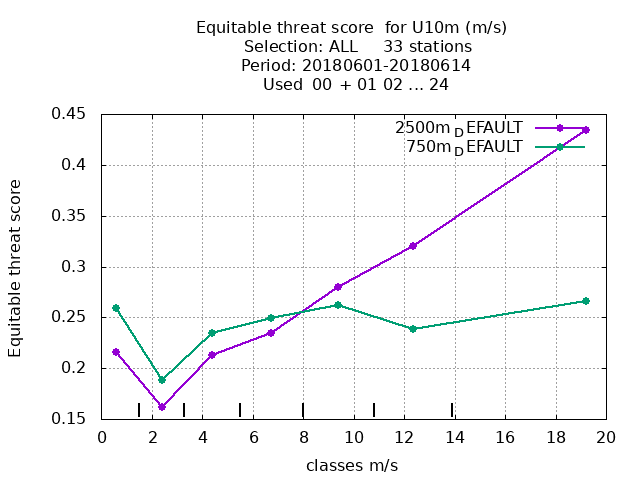 Equitable threat score  for U10m (m/s)
Selection: ALL     33 stations
Period: 20180601-20180614
Used  00 + 01 02 ... 24
2500m_DEFAULT
750m_DEFAULT
0.45
0.4
0.35
0.3
0.25
0.2
0.15
Equitable threat score
0 2 4 6 8 10 12 14 16 18 20
classes m/s